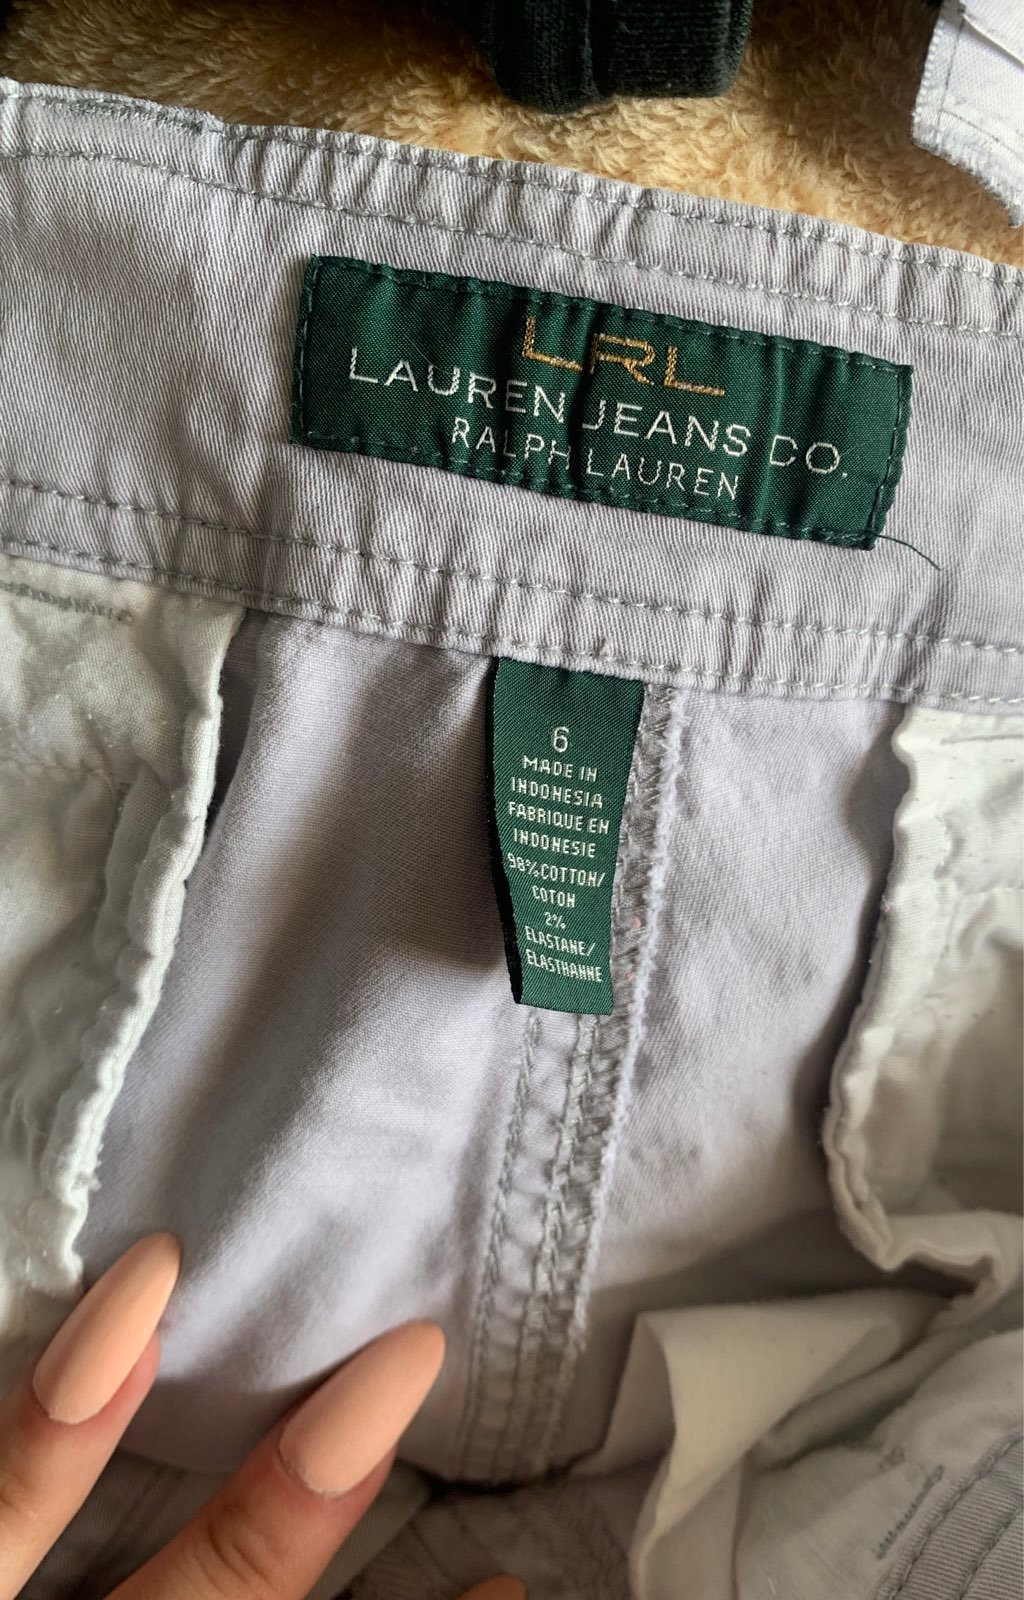 LRL
LAUREN JEANS CO.
RALPH LAUREN
6
MADE IN
INDONESIA
FABRIQUE EN
INDONESIE
98% COTTON/
COTON
2%
ELASTANE/
ELASTHANNE